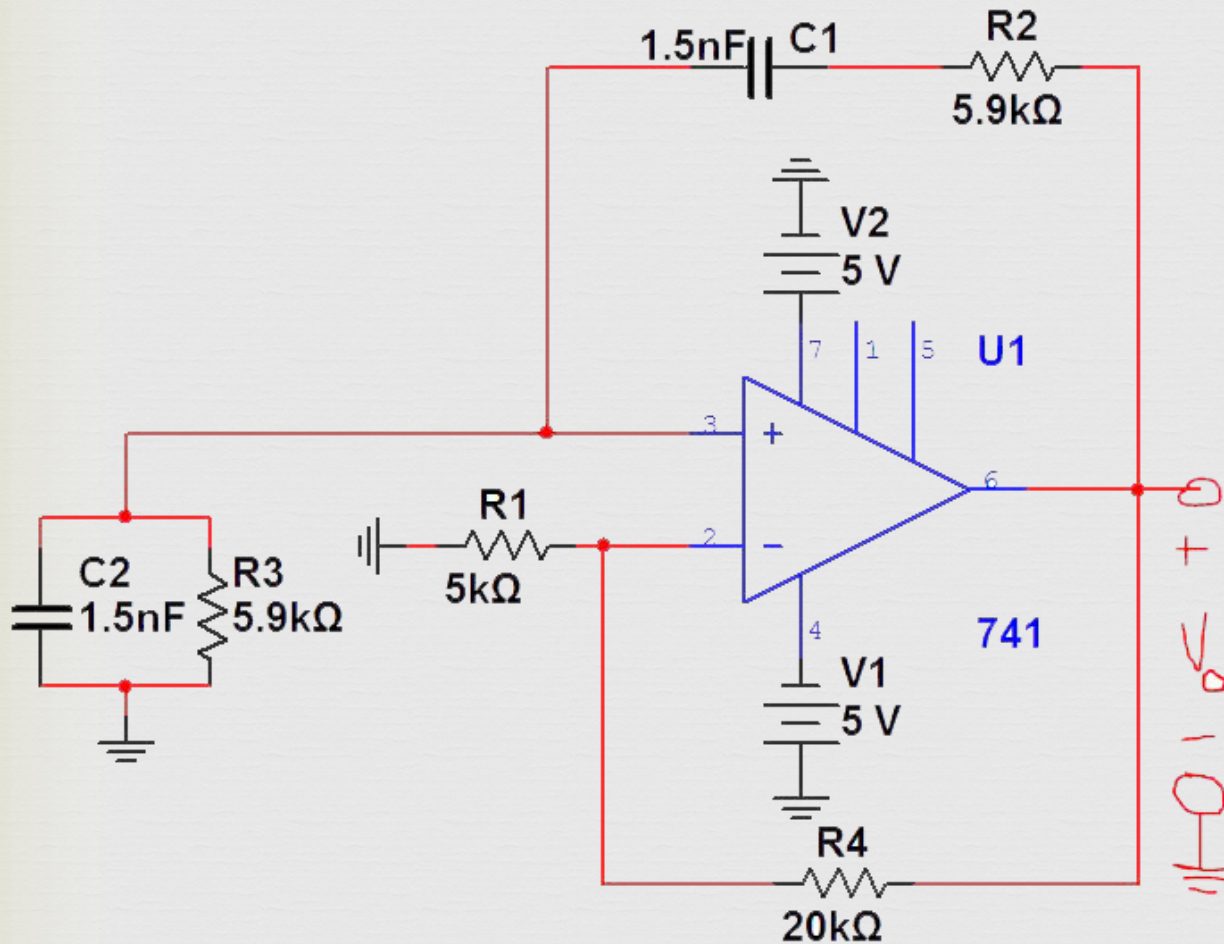 1.5nF C1 R2
5.9kΩ
V2
5 V
7 1 5 U1
3 + 6
R1 2 -
5kΩ
C2 R3
1.5nF 5.9kΩ
4 741
V1
5 V
R4
20kΩ
+
Vo
-